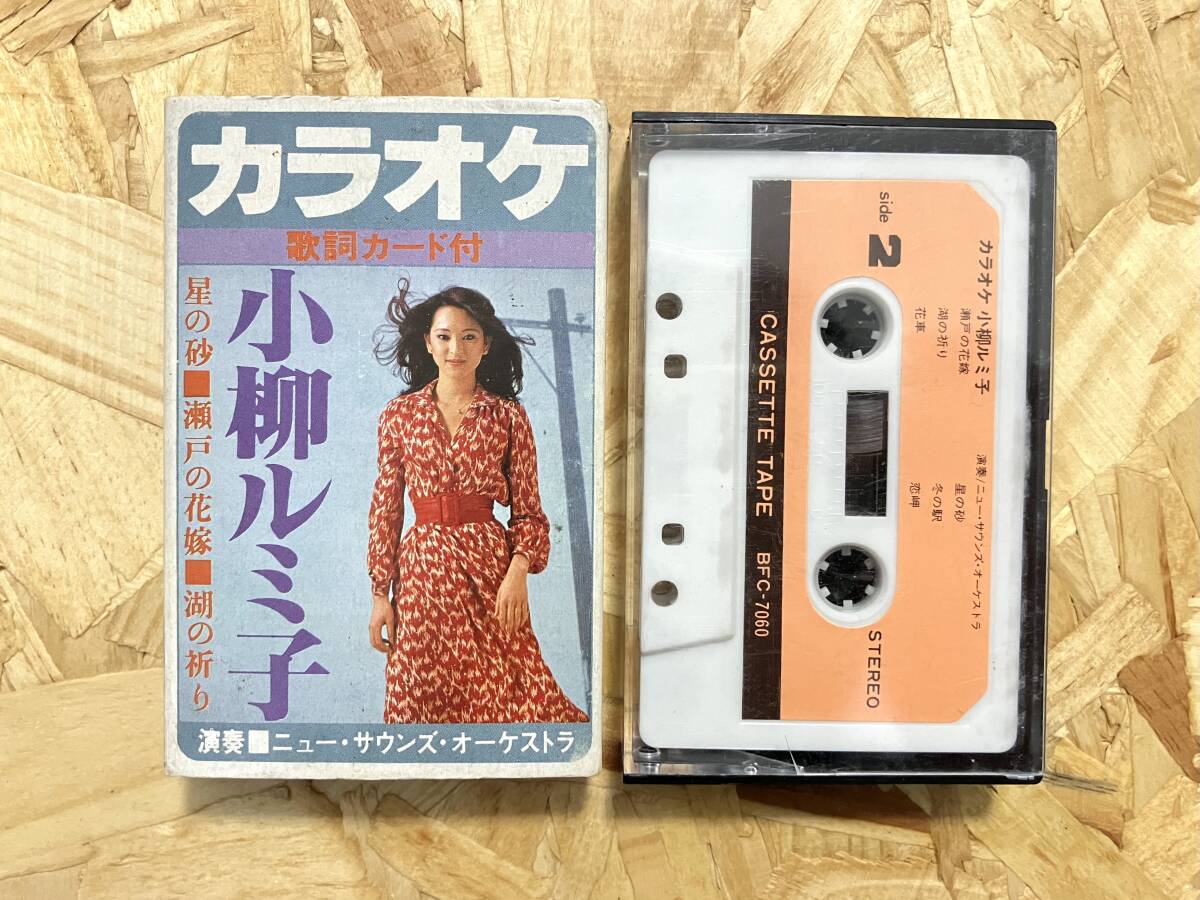 カラオケ
歌詞カード付
小柳ルミ子
星の砂■瀬戸の花嫁■湖の祈り
演奏■ニュー・サウンズ・オーケストラ
side 2
カラオケ 小柳ルミ子
演奏/ニュー・サウンズ・オーケストラ
瀬戸の花嫁
湖の祈り
花車
星の砂
冬の駅
恋岬
STEREO
CASSETTE TAPE BFC-7060